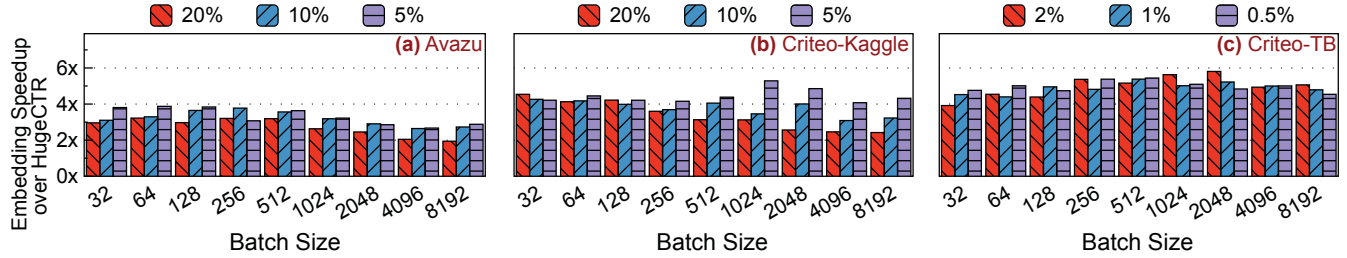 20% 10% 5%
20% 10% 5%
2% 1% 0.5%
Embedding Speedup
over HugeCTR
6x
4x
2x
0x
(a) Avazu
(b) Criteo-Kaggle
(c) Criteo-TB
32 64 128 256 512 1024 2048 4096 8192
32 64 128 256 512 1024 2048 4096 8192
32 64 128 256 512 1024 2048 4096 8192
Batch Size
Batch Size
Batch Size